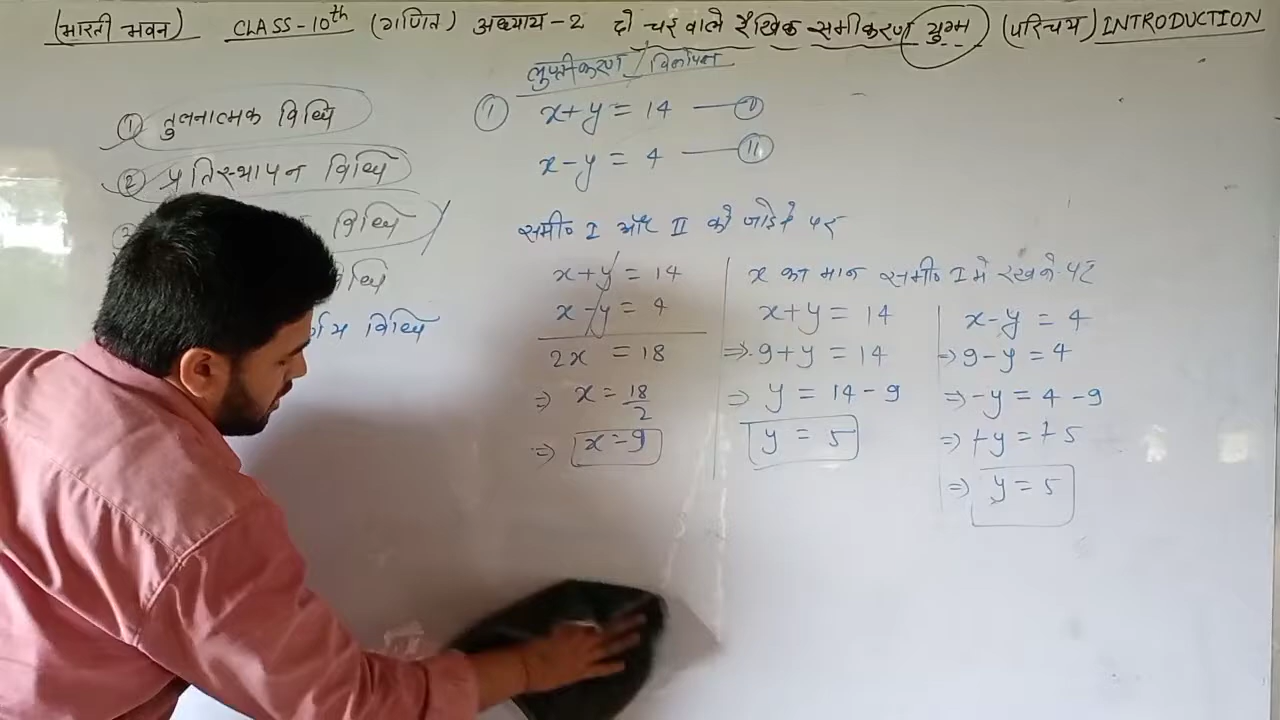 (भारती भवन) CLASS-10th (गणित) अध्याय-2 दो चर वाले रैखिक समीकरण युग्म (परिचय) INTRODUCTION
① तुलनात्मक विधि
② प्रतिस्थापन विधि
विधि
विधि
विधि
लुप्तीकरण / विलोपन
① x+y = 14 — ①
x-y = 4 — ⑪
समी० I और II को जोड़ने पर
x+y = 14
x-y = 4
2x = 18
⇒ x = 18/2
⇒ x=9
x का मान समी० I में रखने पर
x+y = 14
⇒ 9+y = 14
⇒ y = 14-9
y = 5
x-y = 4
⇒ 9-y = 4
⇒ -y = 4-9
⇒ +y = +5
⇒ y = 5